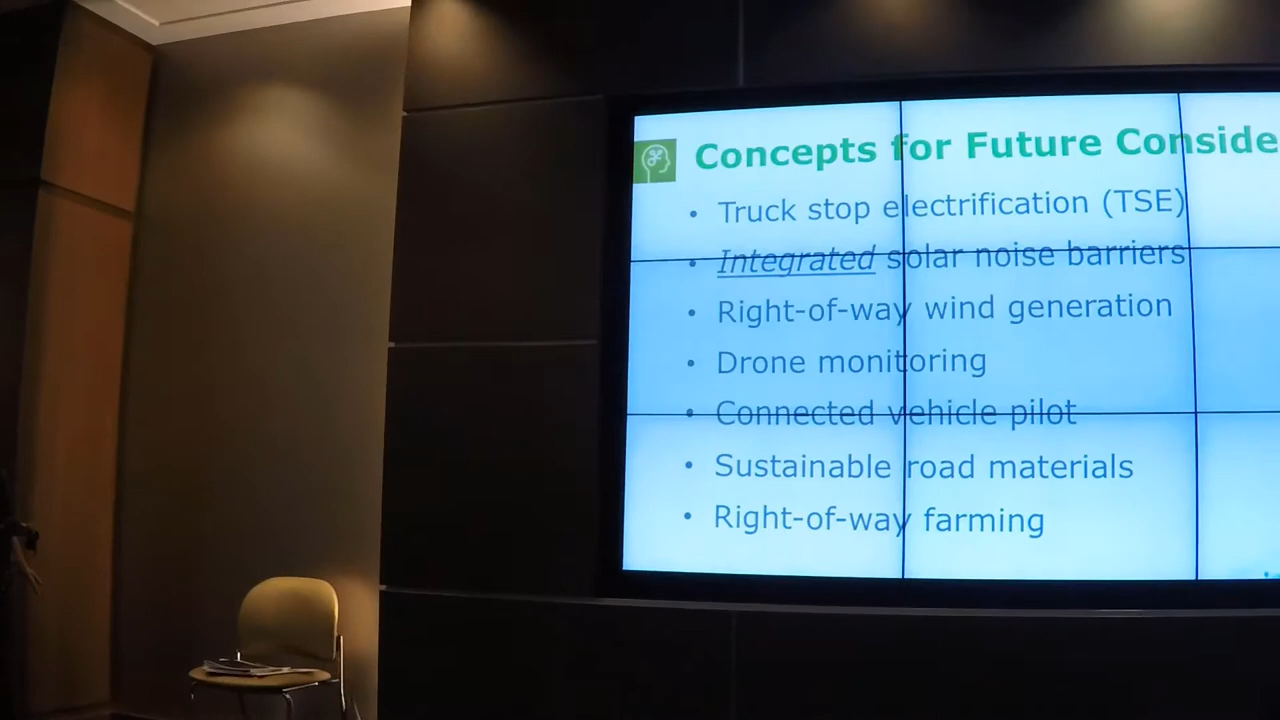 Concepts for Future Conside
• Truck stop electrification (TSE)
• Integrated solar noise barriers
• Right-of-way wind generation
• Drone monitoring
• Connected vehicle pilot
• Sustainable road materials
• Right-of-way farming